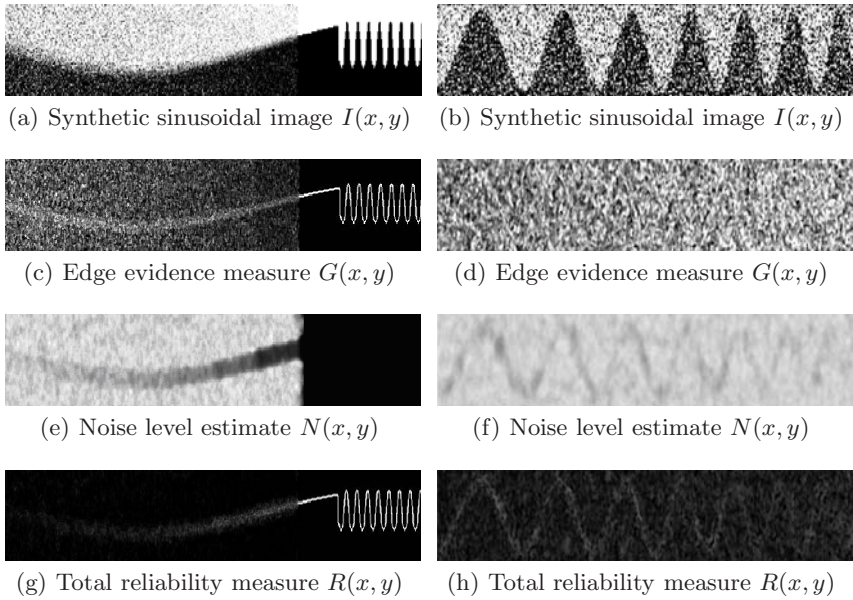 (a) Synthetic sinusoidal image I(x, y)
(b) Synthetic sinusoidal image I(x, y)
(c) Edge evidence measure G(x, y)
(d) Edge evidence measure G(x, y)
(e) Noise level estimate N(x, y)
(f) Noise level estimate N(x, y)
(g) Total reliability measure R(x, y)
(h) Total reliability measure R(x, y)